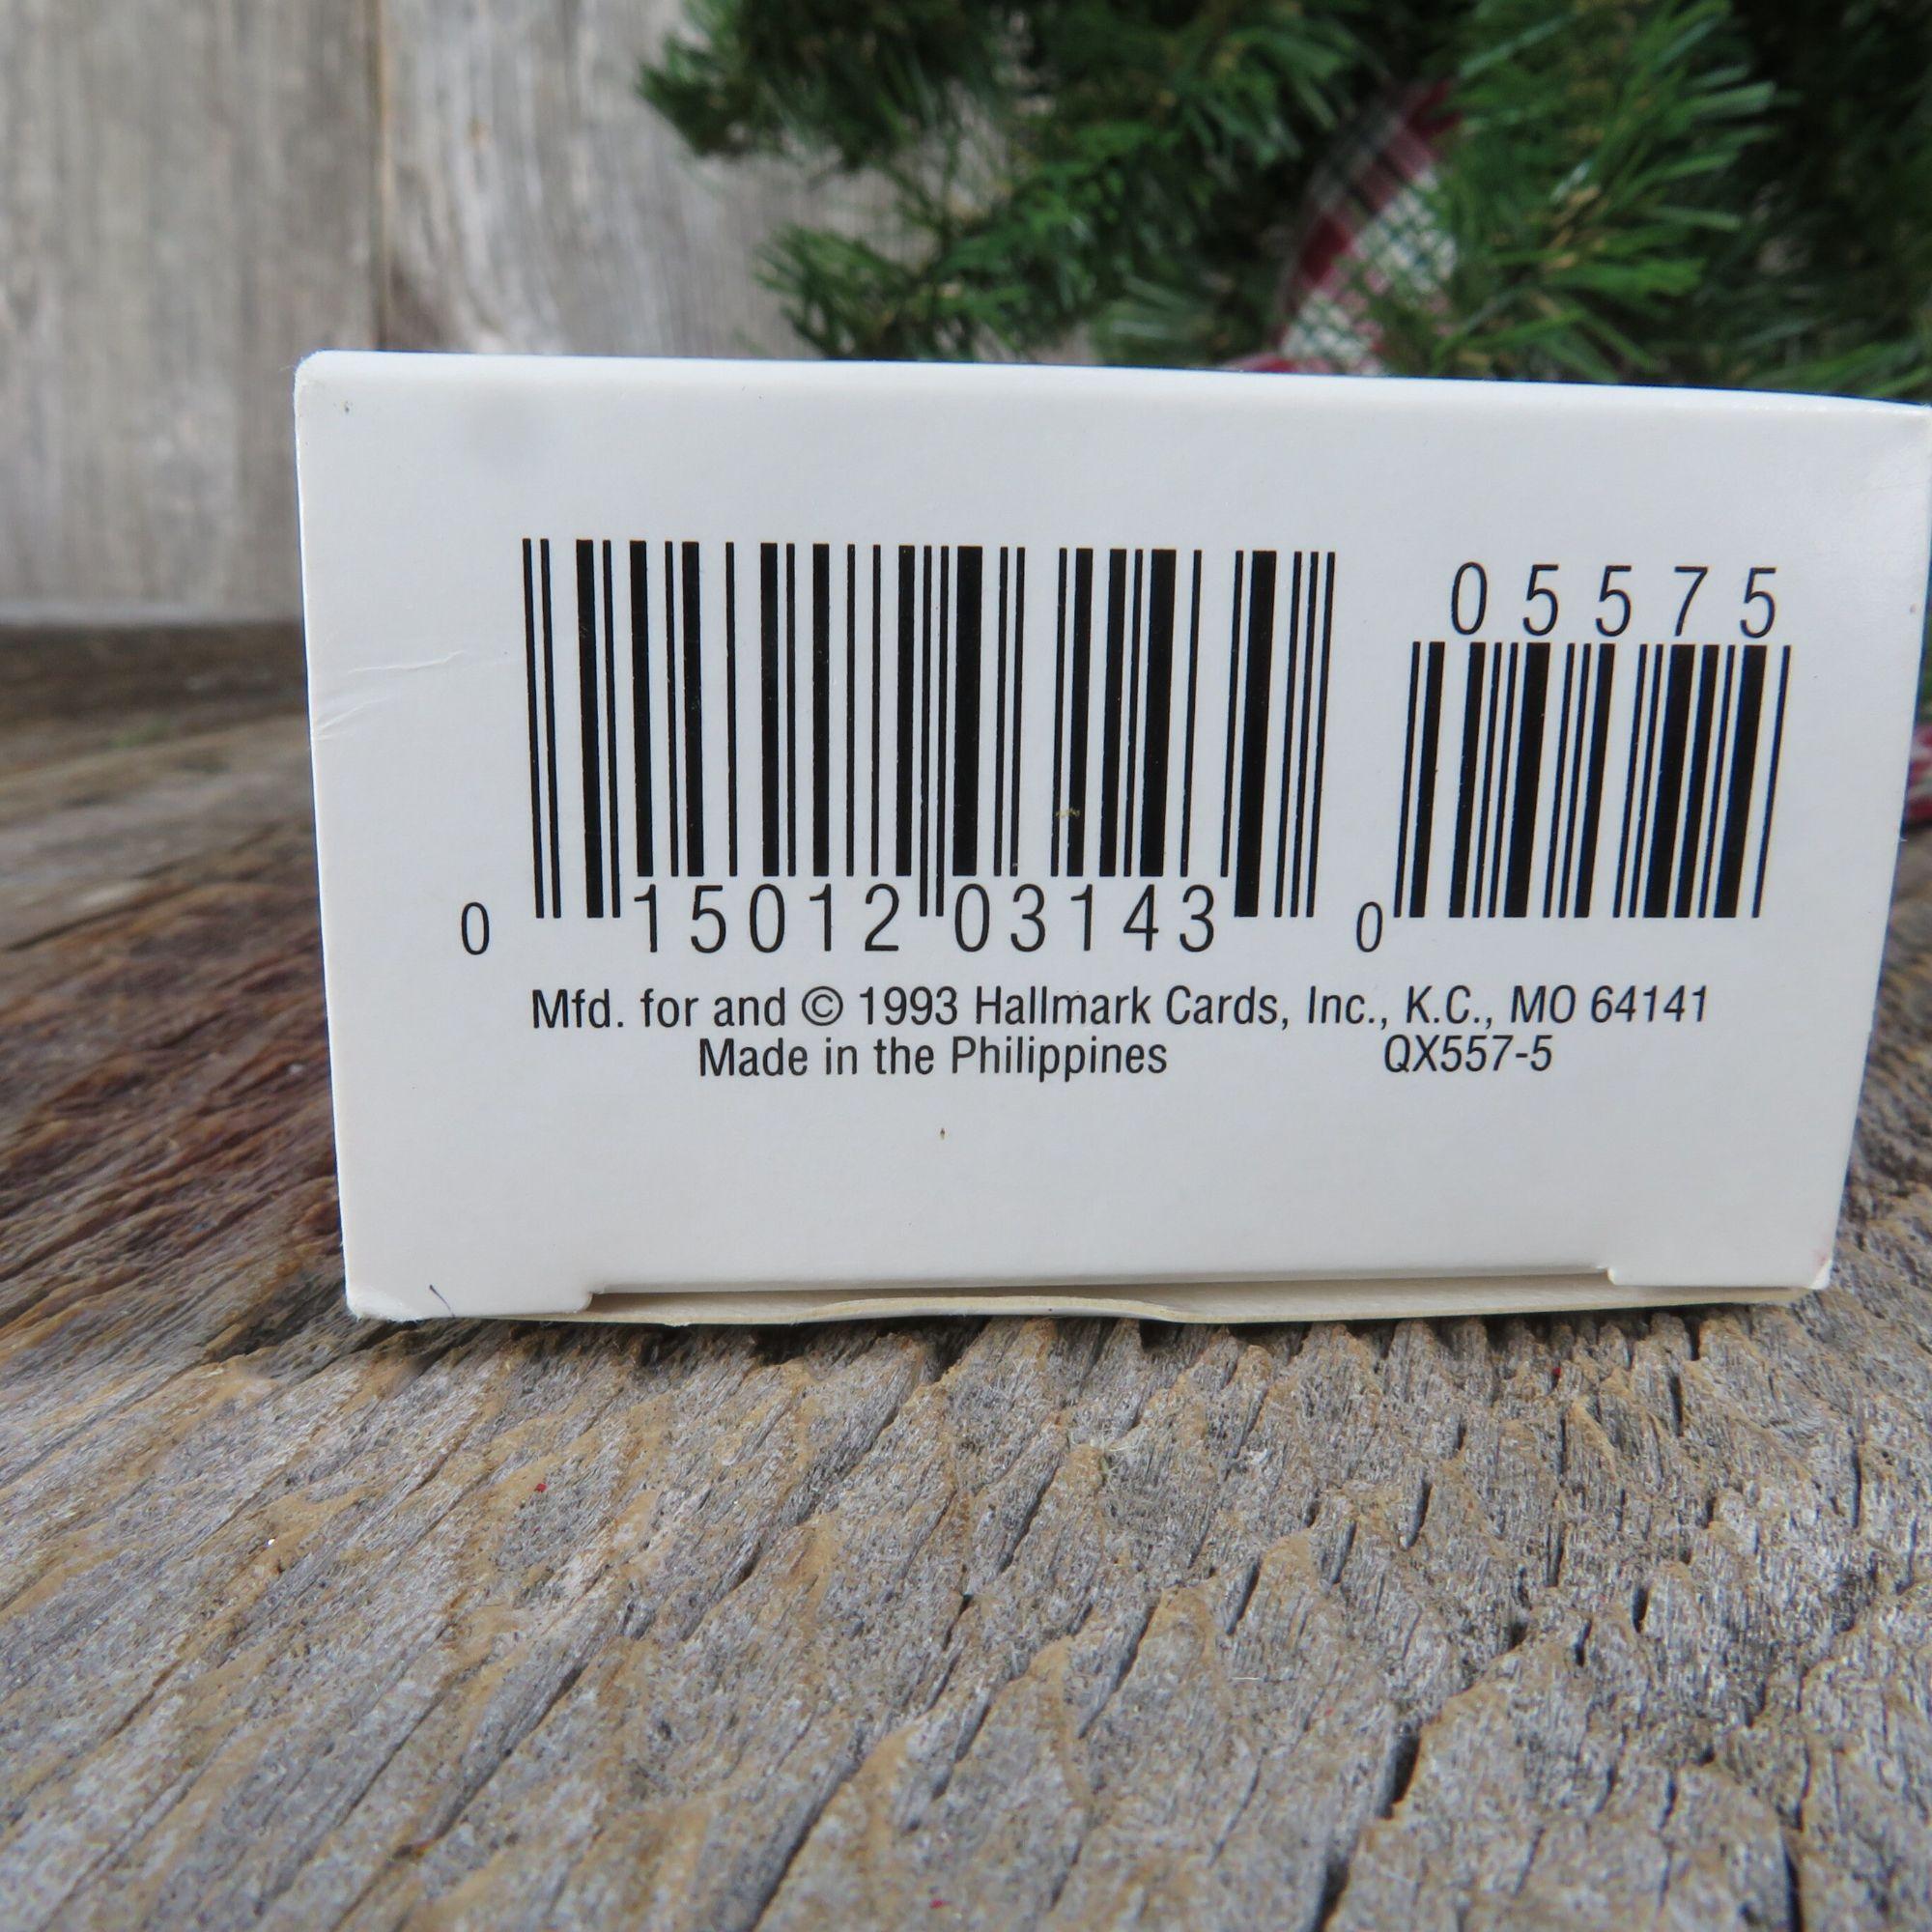 05575
0 15012 03143 0
Mfd. for and © 1993 Hallmark Cards, Inc., K.C., MO 64141
Made in the Philippines QX557-5